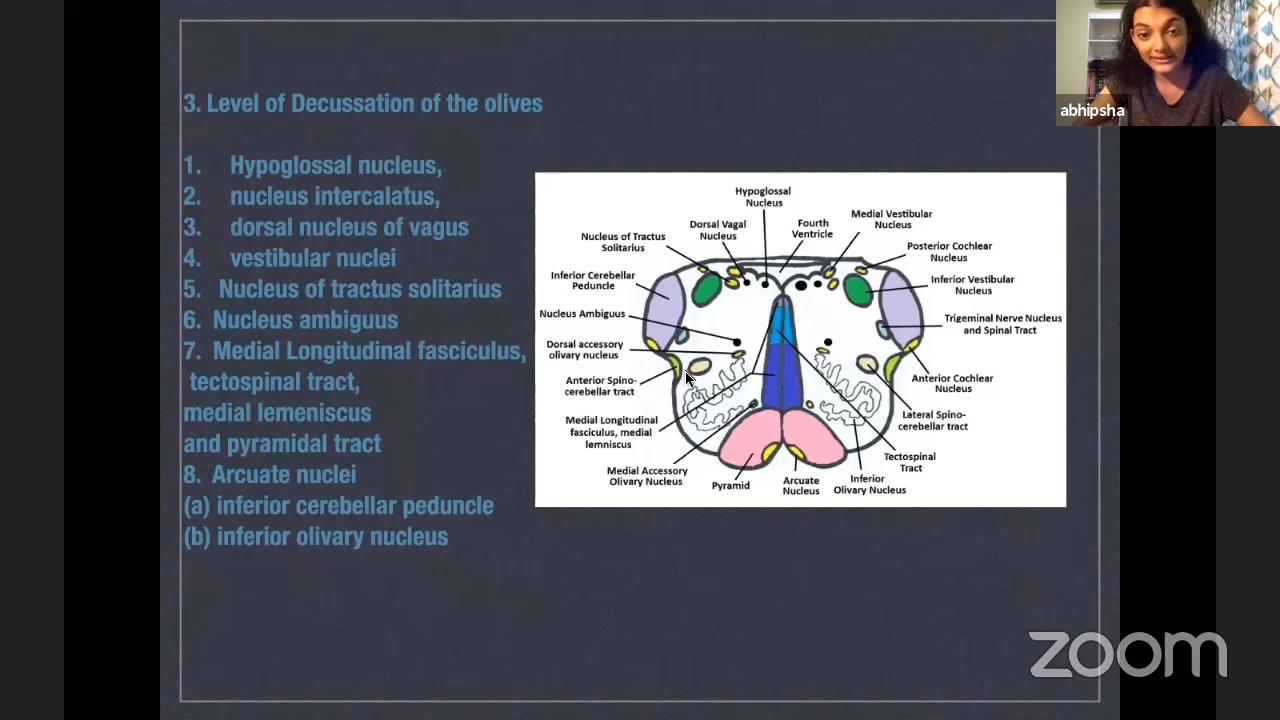 3. Level of Decussation of the olives
1. Hypoglossal nucleus,
2. nucleus intercalatus,
3. dorsal nucleus of vagus
4. vestibular nuclei
5. Nucleus of tractus solitarius
6. Nucleus ambiguus
7. Medial Longitudinal fasciculus,
tectospinal tract,
medial lemeniscus
and pyramidal tract
8. Arcuate nuclei
(a) inferior cerebellar peduncle
(b) inferior olivary nucleus
Hypoglossal
Nucleus
Dorsal Vagal
Nucleus
Fourth
Ventricle
Medial Vestibular
Nucleus
Nucleus of Tractus
Solitarius
Posterior Cochlear
Nucleus
Inferior Cerebellar
Peduncle
Inferior Vestibular
Nucleus
Nucleus Ambiguus
Trigeminal Nerve Nucleus
and Spinal Tract
Dorsal accessory
olivary nucleus
Anterior Spino-
cerebellar tract
Anterior Cochlear
Nucleus
Medial Longitudinal
fasciculus, medial
lemniscus
Lateral Spino-
cerebellar tract
Medial Accessory
Olivary Nucleus
Pyramid
Arcuate
Nucleus
Inferior
Olivary Nucleus
Tectospinal
Tract
abhipsha
zoom